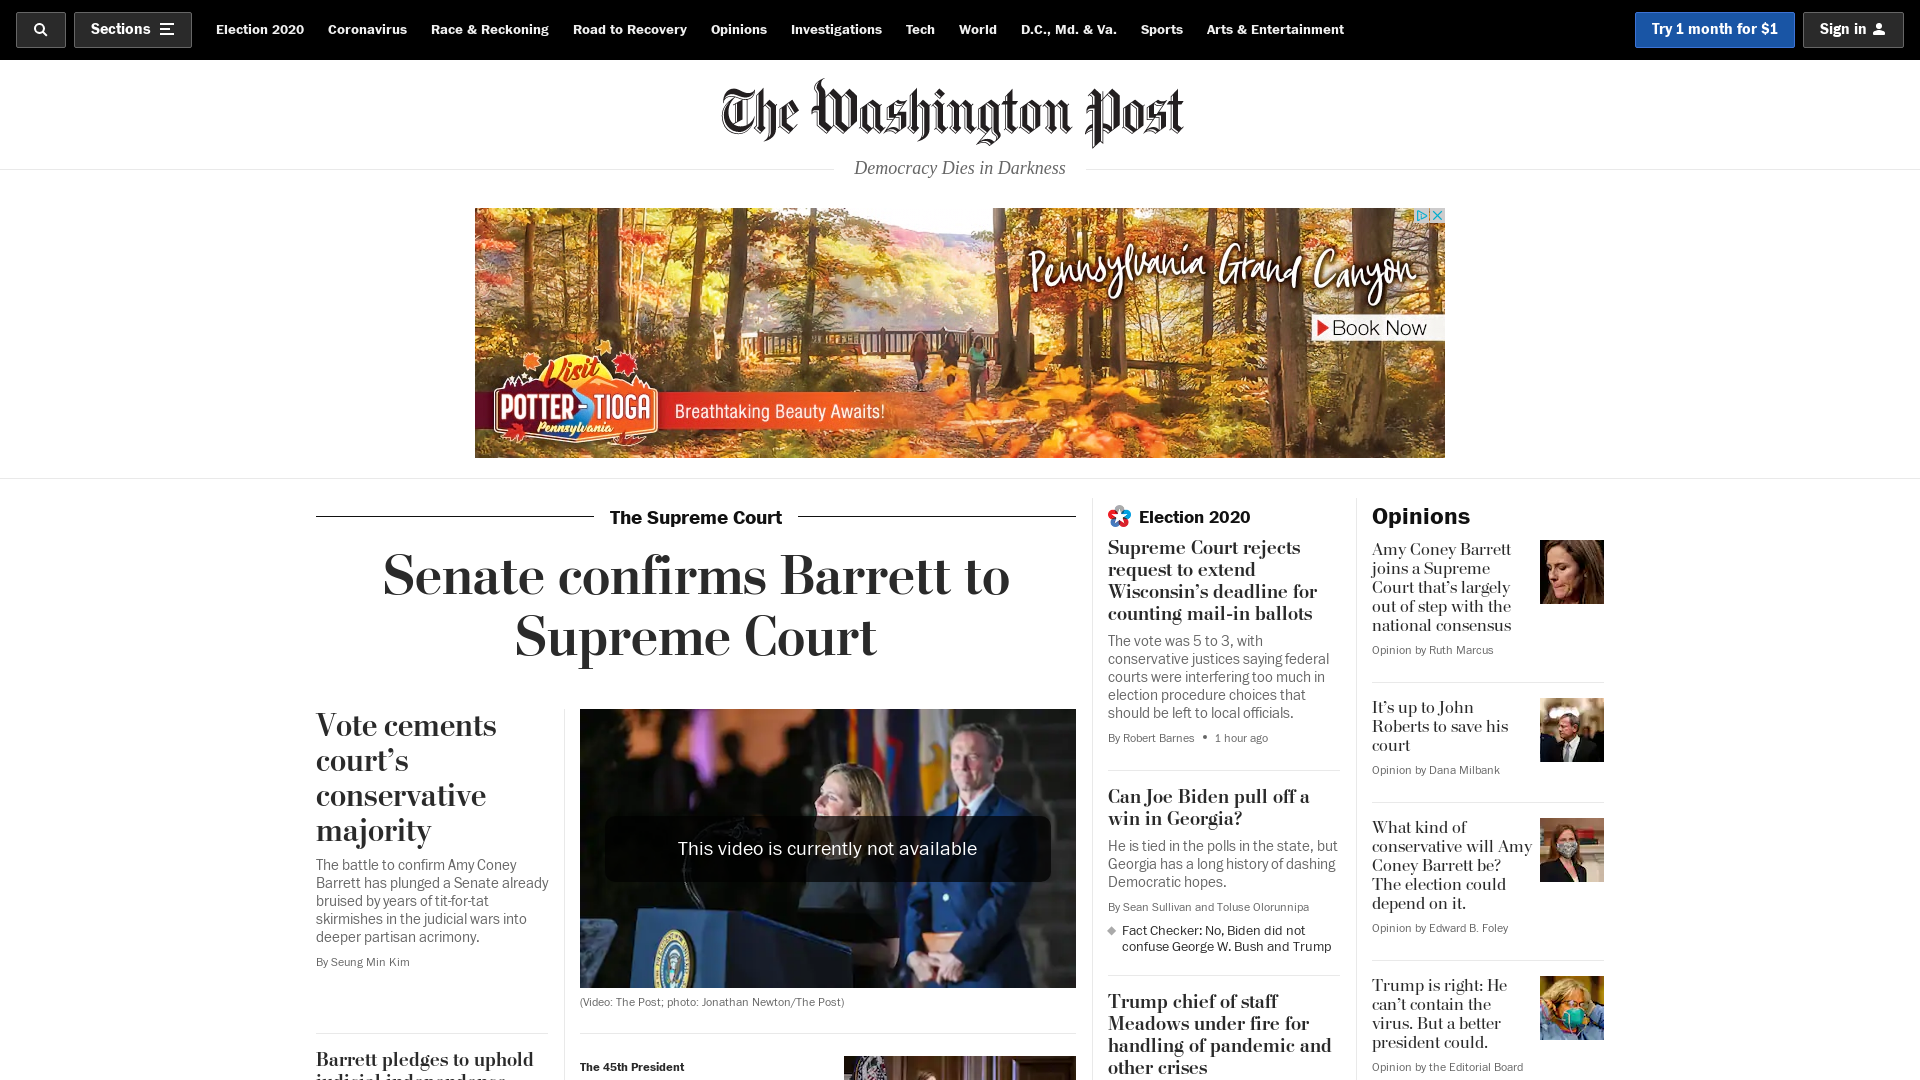 Sections
Election 2020
Coronavirus
Race & Reckoning
Road to Recovery
Opinions
Investigations
Tech
World
D.C., Md. & Va.
Sports
Arts & Entertainment
Try 1 month for $1
Sign in
The Washington Post
Democracy Dies in Darkness
Pennsylvania Grand Canyon
Book Now
Visit
POTTER-TIOGA
Pennsylvania
Breathtaking Beauty Awaits!
The Supreme Court
Senate confirms Barrett to
Supreme Court
Vote cements
court’s
conservative
majority
The battle to confirm Amy Coney
Barrett has plunged a Senate already
bruised by years of tit-for-tat
skirmishes in the judicial wars into
deeper partisan acrimony.
By Seung Min Kim
Barrett pledges to uphold
judicial independence
This video is currently not available
(Video: The Post; photo: Jonathan Newton/The Post)
The 45th President
Election 2020
Supreme Court rejects
request to extend
Wisconsin’s deadline for
counting mail-in ballots
The vote was 5 to 3, with
conservative justices saying federal
courts were interfering too much in
election procedure choices that
should be left to local officials.
By Robert Barnes • 1 hour ago
Can Joe Biden pull off a
win in Georgia?
He is tied in the polls in the state, but
Georgia has a long history of dashing
Democratic hopes.
By Sean Sullivan and Toluse Olorunnipa
Fact Checker: No, Biden did not
confuse George W. Bush and Trump
Trump chief of staff
Meadows under fire for
handling of pandemic and
other crises
Opinions
Amy Coney Barrett
joins a Supreme
Court that’s largely
out of step with the
national consensus
Opinion by Ruth Marcus
It’s up to John
Roberts to save his
court
Opinion by Dana Milbank
What kind of
conservative will Amy
Coney Barrett be?
The election could
depend on it.
Opinion by Edward B. Foley
Trump is right: He
can’t contain the
virus. But a better
president could.
Opinion by the Editorial Board